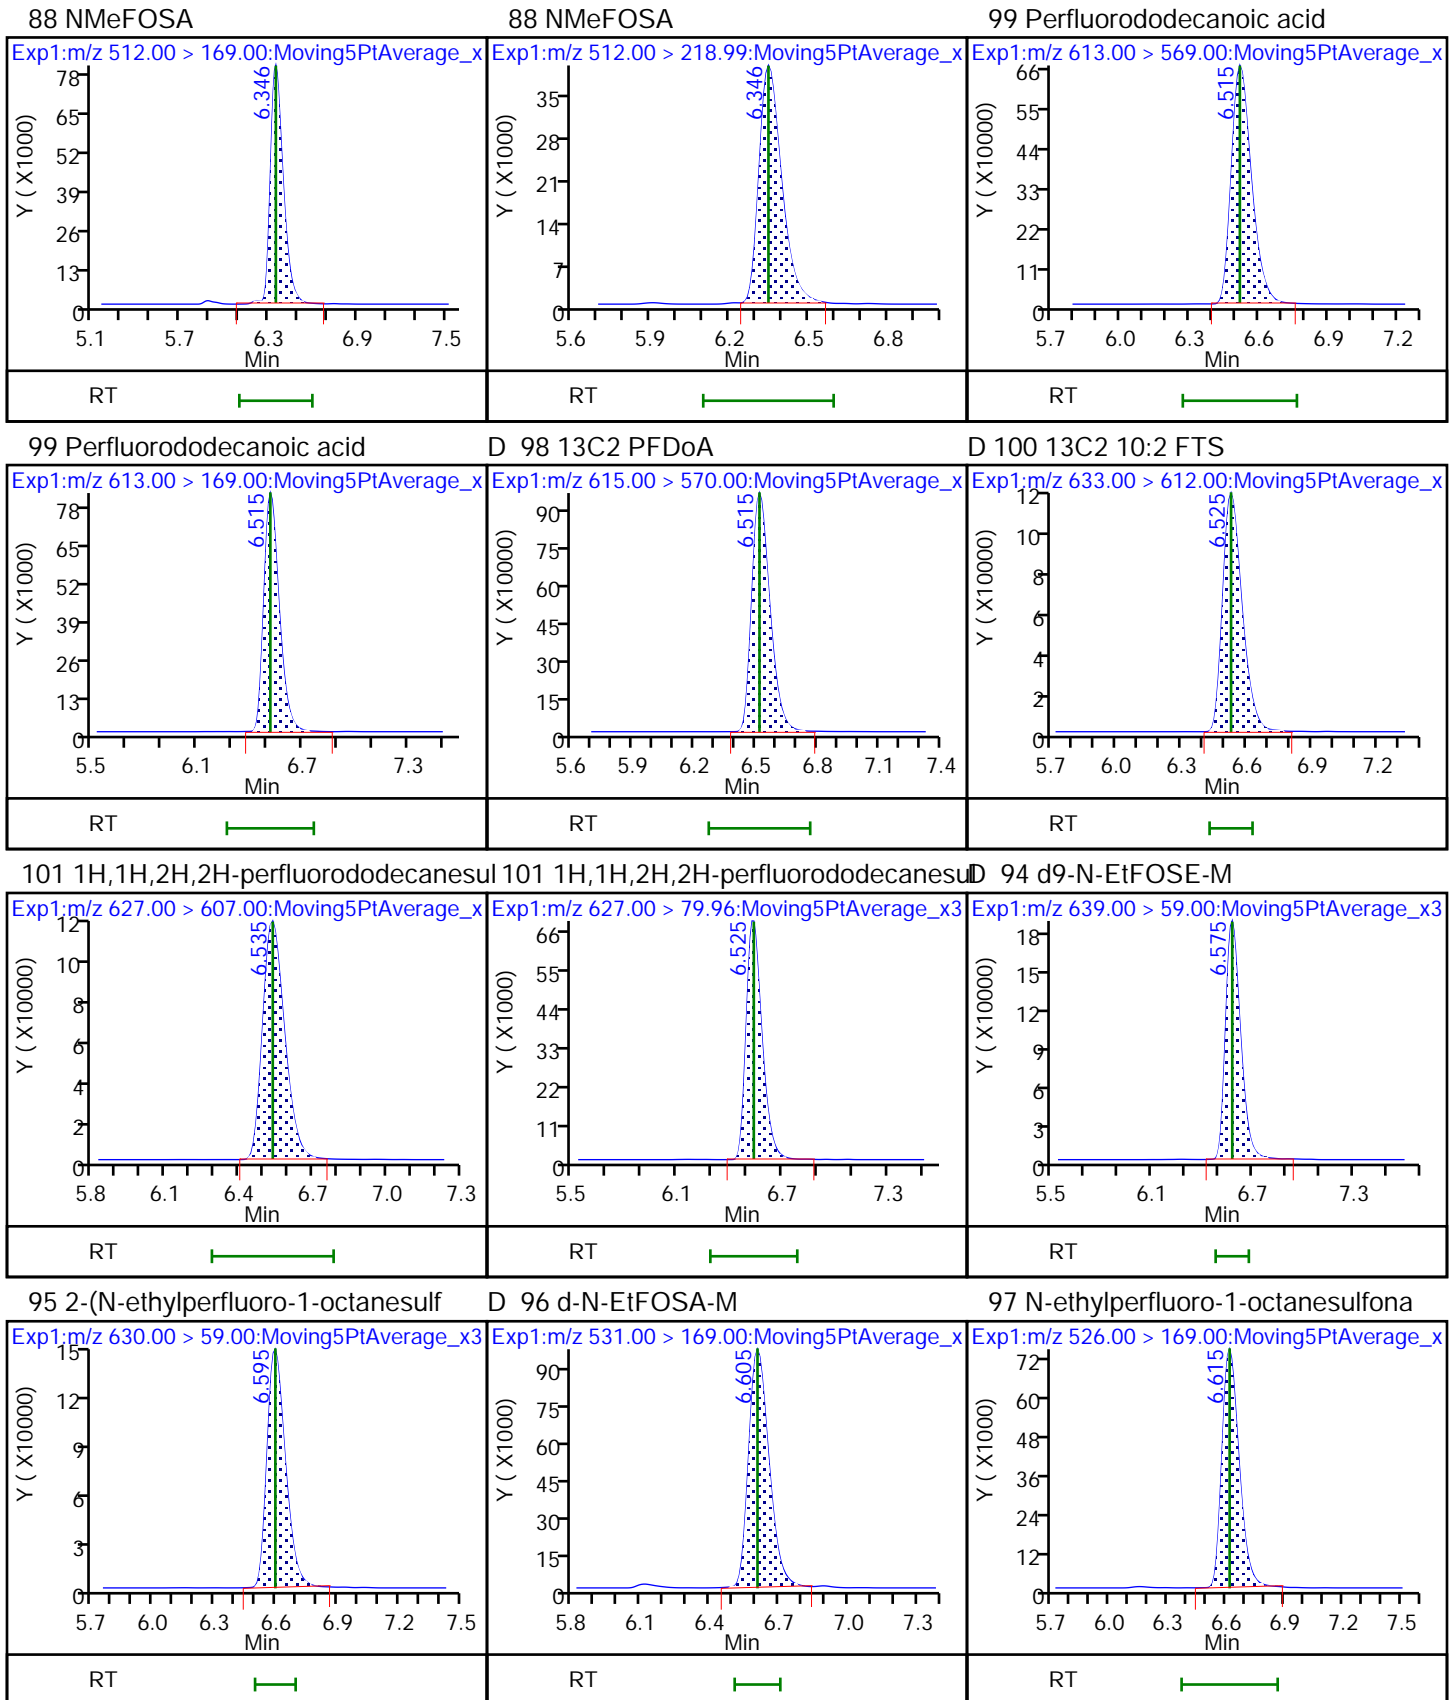 88 NMeFOSA
Exp1:m/z 512.00 > 169.00:Moving5PtAverage_x
Y ( X1000)
78
65
52
39
26
13
0
6.346
5.1 5.7 6.3 6.9 7.5
Min
RT
88 NMeFOSA
Exp1:m/z 512.00 > 218.99:Moving5PtAverage_x
Y ( X1000)
35
28
21
14
7
0
6.346
5.6 5.9 6.2 6.5 6.8
Min
RT
99 Perfluorododecanoic acid
Exp1:m/z 613.00 > 569.00:Moving5PtAverage_x
Y ( X10000)
66
55
44
33
22
11
0
6.515
5.7 6.0 6.3 6.6 6.9 7.2
Min
RT
99 Perfluorododecanoic acid
Exp1:m/z 613.00 > 169.00:Moving5PtAverage_x
Y ( X1000)
78
65
52
39
26
13
0
6.515
5.5 6.1 6.7 7.3
Min
RT
D 98 13C2 PFDoA
Exp1:m/z 615.00 > 570.00:Moving5PtAverage_x
Y ( X10000)
90
75
60
45
30
15
0
6.515
5.6 5.9 6.2 6.5 6.8 7.1 7.4
Min
RT
D 100 13C2 10:2 FTS
Exp1:m/z 633.00 > 612.00:Moving5PtAverage_x
Y ( X10000)
12
10
8
6
4
2
0
6.525
5.7 6.0 6.3 6.6 6.9 7.2
Min
RT
101 1H,1H,2H,2H-perfluorododecanesul
Exp1:m/z 627.00 > 607.00:Moving5PtAverage_x
Y ( X10000)
12
10
8
6
4
2
0
6.535
5.8 6.1 6.4 6.7 7.0 7.3
Min
RT
101 1H,1H,2H,2H-perfluorododecanesul
Exp1:m/z 627.00 > 79.96:Moving5PtAverage_x3
Y ( X1000)
66
55
44
33
22
11
0
6.525
5.5 6.1 6.7 7.3
Min
RT
D 94 d9-N-EtFOSE-M
Exp1:m/z 639.00 > 59.00:Moving5PtAverage_x3
Y ( X10000)
18
15
12
9
6
3
0
6.575
5.5 6.1 6.7 7.3
Min
RT
95 2-(N-ethylperfluoro-1-octanesulf
Exp1:m/z 630.00 > 59.00:Moving5PtAverage_x3
Y ( X10000)
15
12
9
6
3
0
6.595
5.7 6.0 6.3 6.6 6.9 7.2 7.5
Min
RT
D 96 d-N-EtFOSA-M
Exp1:m/z 531.00 > 169.00:Moving5PtAverage_x
Y ( X1000)
90
75
60
45
30
15
0
6.605
5.8 6.1 6.4 6.7 7.0 7.3
Min
RT
97 N-ethylperfluoro-1-octanesulfona
Exp1:m/z 526.00 > 169.00:Moving5PtAverage_x
Y ( X1000)
72
60
48
36
24
12
0
6.615
5.7 6.0 6.3 6.6 6.9 7.2 7.5
Min
RT